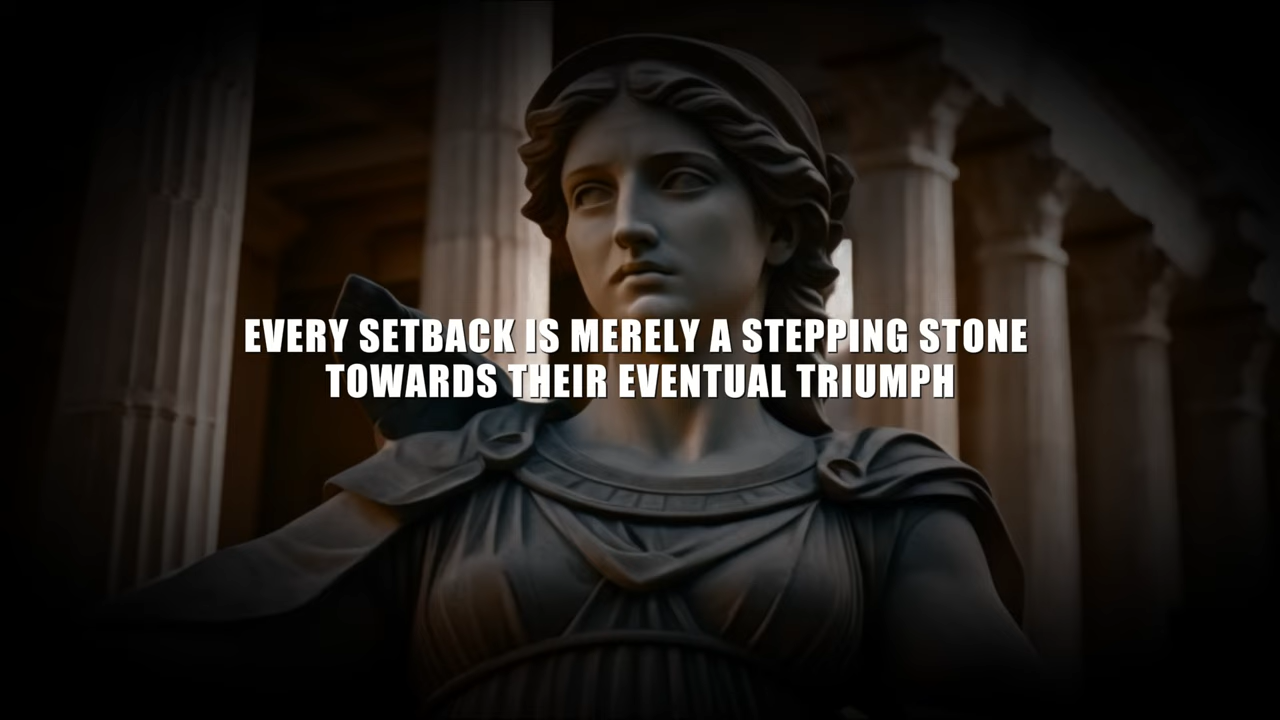 EVERY SETBACK IS MERELY A STEPPING STONE
TOWARDS THEIR EVENTUAL TRIUMPH